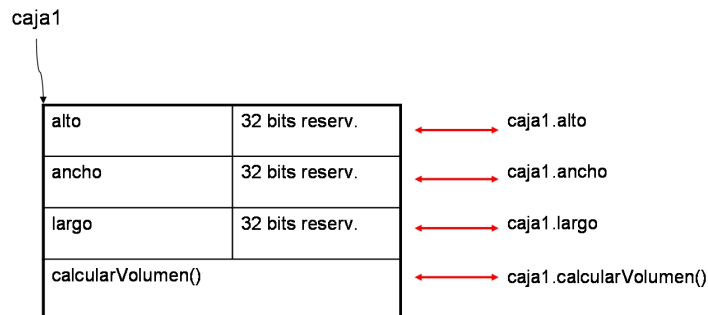 caja1
alto 32 bits reserv. caja1.alto
ancho 32 bits reserv. caja1.ancho
largo 32 bits reserv. caja1.largo
calcularVolumen() caja1.calcularVolumen()